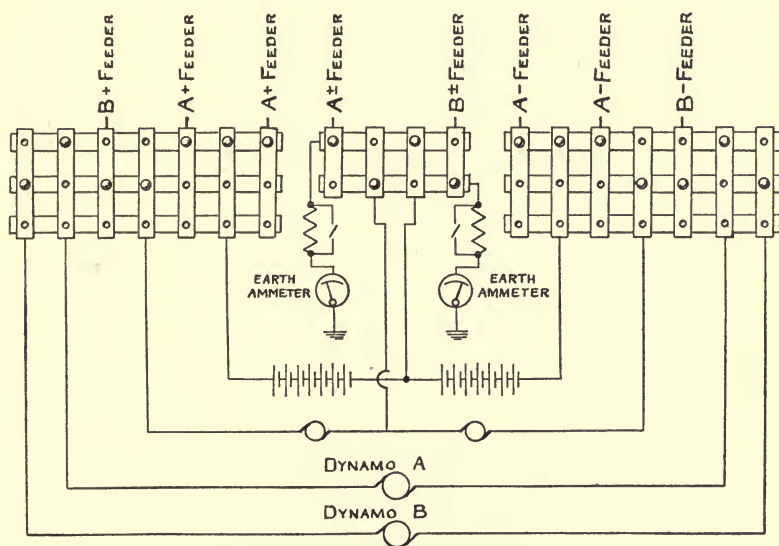 B + FEEDER
A + FEEDER
A + FEEDER
A ± FEEDER
B ± FEEDER
A - FEEDER
A - FEEDER
B - FEEDER
EARTH
AMMETER
EARTH
AMMETER
DYNAMO A
DYNAMO B